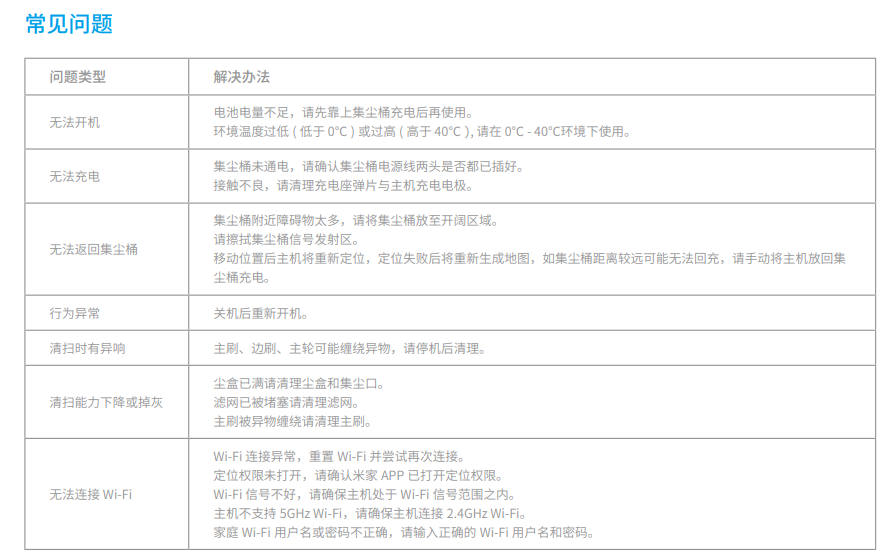 常见问题
问题类型
解决办法
无法开机
电池电量不足，请先靠上集尘桶充电后再使用。
环境温度过低 ( 低于 0℃ ) 或过高 ( 高于 40℃ ), 请在 0℃ - 40℃环境下使用。
无法充电
集尘桶未通电，请确认集尘桶电源线两头是否都已插好。
接触不良，请清理充电座弹片与主机充电电极。
无法返回集尘桶
集尘桶附近障碍物太多，请将集尘桶放至开阔区域。
请擦拭集尘桶信号发射区。
移动位置后主机将重新定位，定位失败后将重新生成地图，如集尘桶距离较远可能无法回充，请手动将主机放回集
尘桶充电。
行为异常
关机后重新开机。
清扫时有异响
主刷、边刷、主轮可能缠绕异物，请停机后清理。
清扫能力下降或掉灰
尘盒已满请清理尘盒和集尘口。
滤网已被堵塞请清理滤网。
主刷被异物缠绕请清理主刷。
无法连接 Wi-Fi
Wi-Fi 连接异常，重置 Wi-Fi 并尝试再次连接。
定位权限未打开，请确认米家 APP 已打开定位权限。
Wi-Fi 信号不好，请确保主机处于 Wi-Fi 信号范围之内。
主机不支持 5GHz Wi-Fi，请确保主机连接 2.4GHz Wi-Fi。
家庭 Wi-Fi 用户名或密码不正确，请输入正确的 Wi-Fi 用户名和密码。